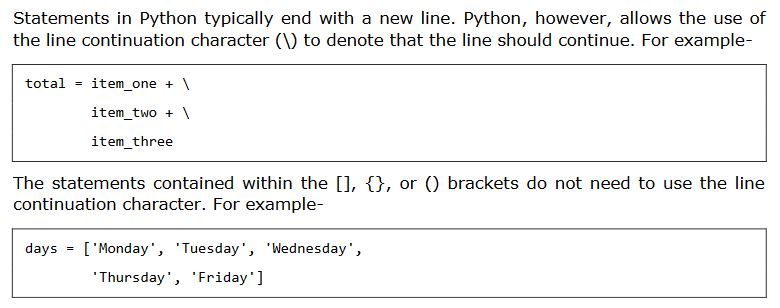 Statements in Python typically end with a new line. Python, however, allows the use of
the line continuation character (\) to denote that the line should continue. For example-
total = item_one + \
item_two + \
item_three
The statements contained within the [], {}, or () brackets do not need to use the line
continuation character. For example-
days = ['Monday', 'Tuesday', 'Wednesday',
'Thursday', 'Friday']